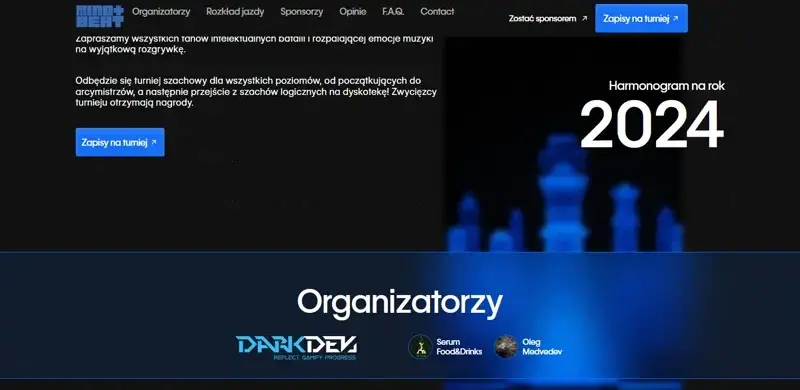 MIND+
BEAT
Organizatorzy
Rozkład jazdy
Sponsorzy
Opinie
F.A.Q.
Contact
Zostać sponsorem
Zapisy na turniej
Zapraszamy wszystkich fanów intelektualnych batalii i rozpalającej emocje muzyki
na wyjątkową rozgrywkę.
Odbędzie się turniej szachowy dla wszystkich poziomów, od początkujących do
arcymistrzów, a następnie przejście z szachów logicznych na dyskotekę! Zwycięzcy
turnieju otrzymają nagrody.
Zapisy na turniej
Harmonogram na rok
2024
Organizatorzy
DARKDEV
REFLECT GAMIFY PROGRESS
Serum
Food&Drinks
Oleg
Medvedev